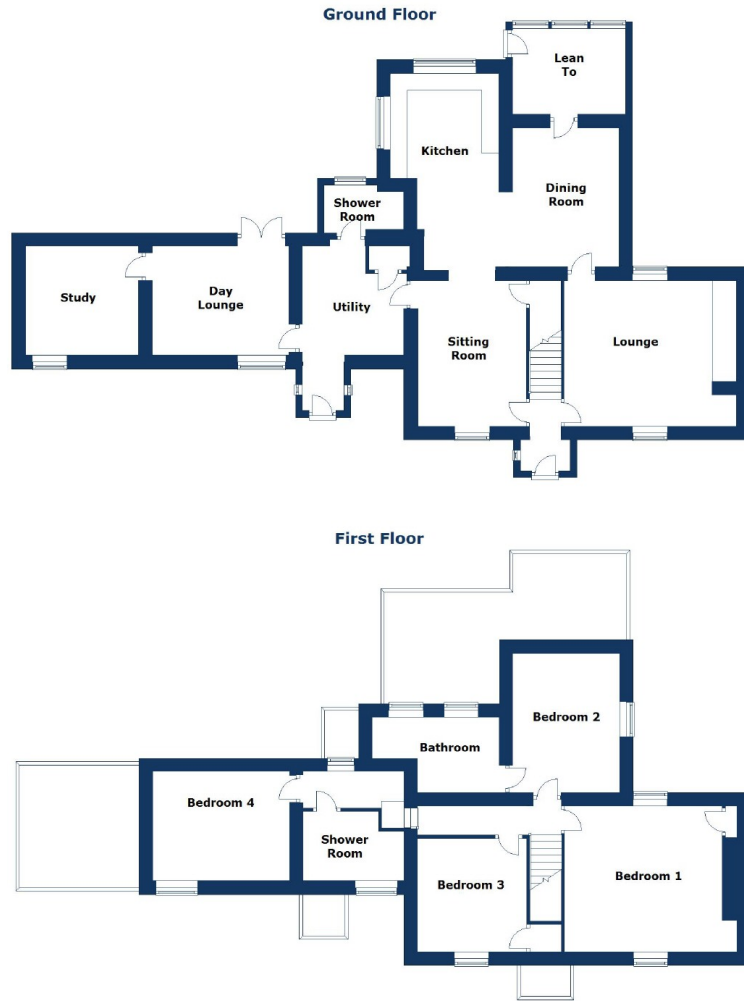 Ground Floor
Lean
To
Kitchen
Dining
Room
Shower
Room
Study
Day
Lounge
Utility
Sitting
Room
Lounge
First Floor
Bedroom 2
Bathroom
Bedroom 4
Shower
Room
Bedroom 3
Bedroom 1